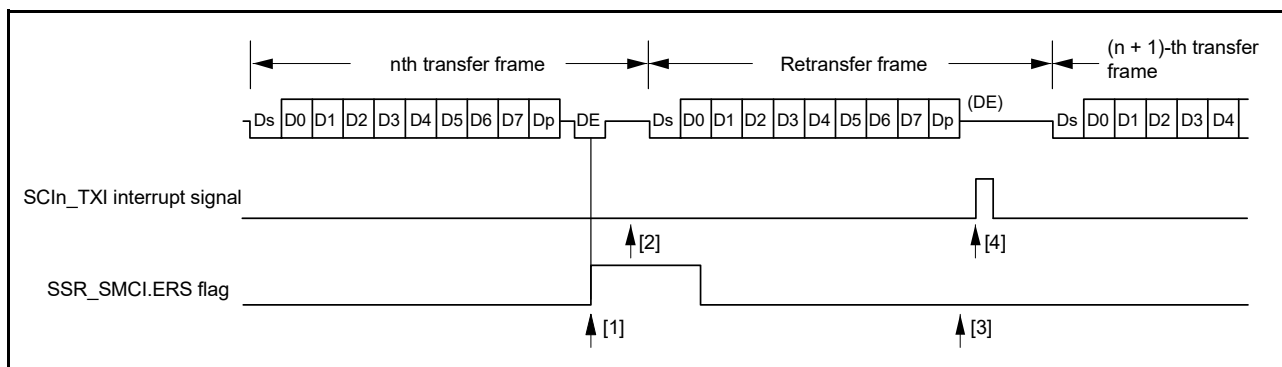 nth transfer frame
Retransfer frame
(n + 1)-th transfer
frame
Ds D0 D1 D2 D3 D4 D5 D6 D7 Dp DE Ds D0 D1 D2 D3 D4 D5 D6 D7 Dp (DE) Ds D0 D1 D2 D3 D4
SCIn_TXI interrupt signal
[2] [4]
SSR_SMCI.ERS flag
[1] [3]